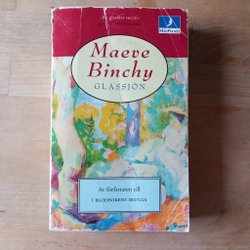 Maeve
Binchy
GLASSJÖN
Av författaren till
I BLODBOKENS SKUGGA